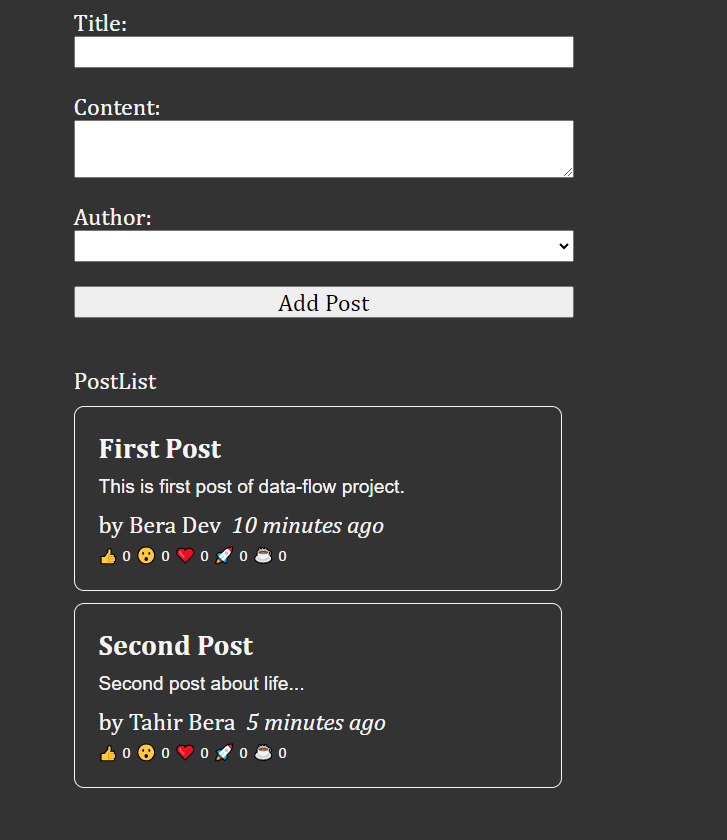 Title:
Content:
Author:
Add Post
PostList
First Post
This is first post of data-flow project.
by Bera Dev 10 minutes ago
👍 0 😮 0 ❤️ 0 🚀 0 ☕ 0
Second Post
Second post about life...
by Tahir Bera 5 minutes ago
👍 0 😮 0 ❤️ 0 🚀 0 ☕ 0